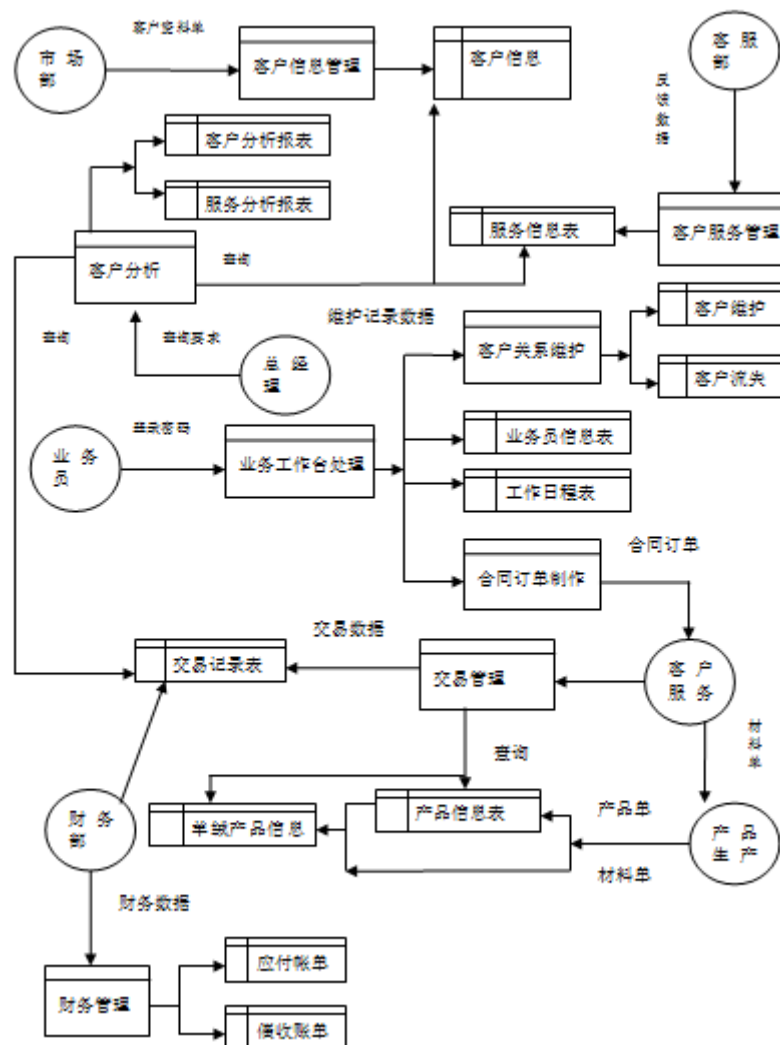 客户资料单
市 场
部
客户信息管理
客户信息
客 服
部
反
馈
数
据
客户分析报表
服务分析报表
服务信息表
客户服务管理
客户分析
查询
维护记录数据
客户维护
查询
查询要求
客户关系维护
总 经
理
客户流失
登录密码
业 务
员
业务工作台处理
业务员信息表
工作日程表
合同订单
合同订单制作
交易数据
交易记录表
交易管理
客 户
服 务
材
料
单
查询
财 务
部
羊绒产品信息
产品信息表
产品单
产 品
生 产
材料单
财务数据
应付帐单
财务管理
催收账单